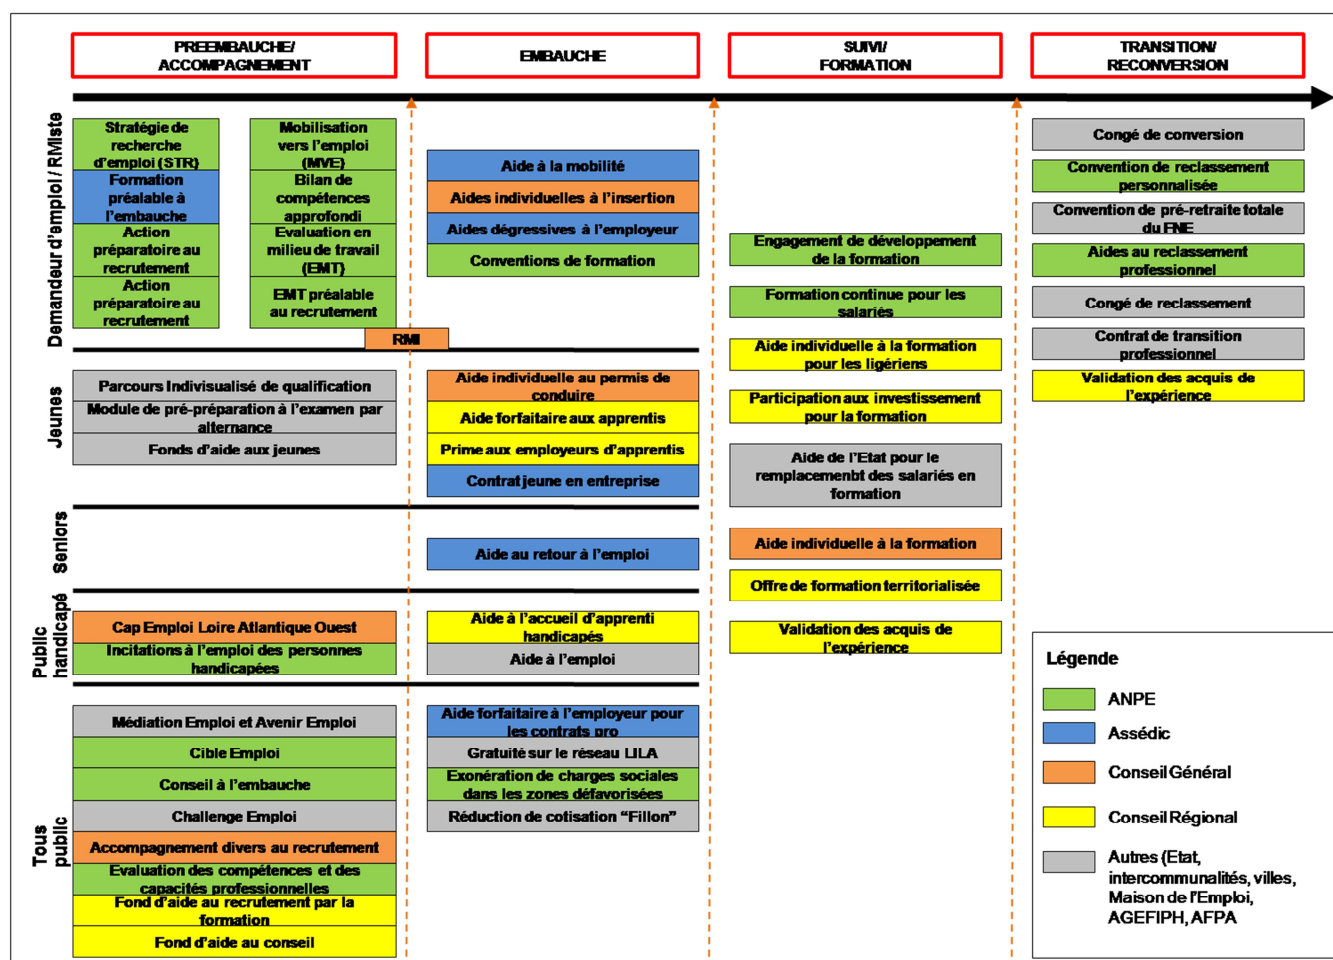 PREEMBAUCHE/
ACCOMPAGNEMENT
EMBAUCHE
SUIVI/
FORMATION
TRANSITION/
RECONVERSION
Demandeur d'emploi / RMIste
Stratégie de
recherche
d'emploi (STR)
Formation
préalable à
l'embauche
Action
préparatoire au
recrutement
Action
préparatoire au
recrutement
Mobilisation
vers l'emploi
(MVE)
Bilan de
compétences
approfondi
Evaluation en
milieu de travail
(EMT)
EMT préalable
au recrutement
RMI
Aide à la mobilité
Aides individuelles à l'insertion
Aides dégressives à l'employeur
Conventions de formation
Jeunes
Parcours Indivisualisé de qualification
Module de pré-préparation à l'examen par
alternance
Fonds d'aide aux jeunes
Aide individuelle au permis de
conduire
Aide forfaitaire aux apprentis
Prime aux employeurs d'apprentis
Contrat jeune en entreprise
Seniors
Aide au retour à l'emploi
Public
handicapé
Cap Emploi Loire Atlantique Ouest
Incitations à l'emploi des personnes
handicapées
Aide à l'accueil d'apprenti
handicapés
Aide à l'emploi
Tous
public
Médiation Emploi et Avenir Emploi
Cible Emploi
Conseil à l'embauche
Challenge Emploi
Accompagnement divers au recrutement
Evaluation des compétences et des
capacités professionnelles
Fond d'aide au recrutement par la
formation
Fond d'aide au conseil
Aide forfaitaire à l'employeur pour
les contrats pro
Gratuité sur le réseau LILA
Exonération de charges sociales
dans les zones défavorisées
Réduction de cotisation "Fillon"
Engagement de développement
de la formation
Formation continue pour les
salariés
Aide individuelle à la formation
pour les ligériens
Participation aux investissement
pour la formation
Aide de l'Etat pour le
remplacemenbt des salariés en
formation
Aide individuelle à la formation
Offre de formation territorialisée
Validation des acquis de
l'expérience
Congé de conversion
Convention de reclassement
personnalisée
Convention de pré-retraite totale
du FNE
Aides au reclassement
professionnel
Congé de reclassement
Contrat de transition
professionnel
Validation des acquis de
l'expérience
Légende
ANPE
Assédic
Conseil Général
Conseil Régional
Autres (Etat,
intercommunalités, villes,
Maison de l'Emploi,
AGEFIPH, AFPA